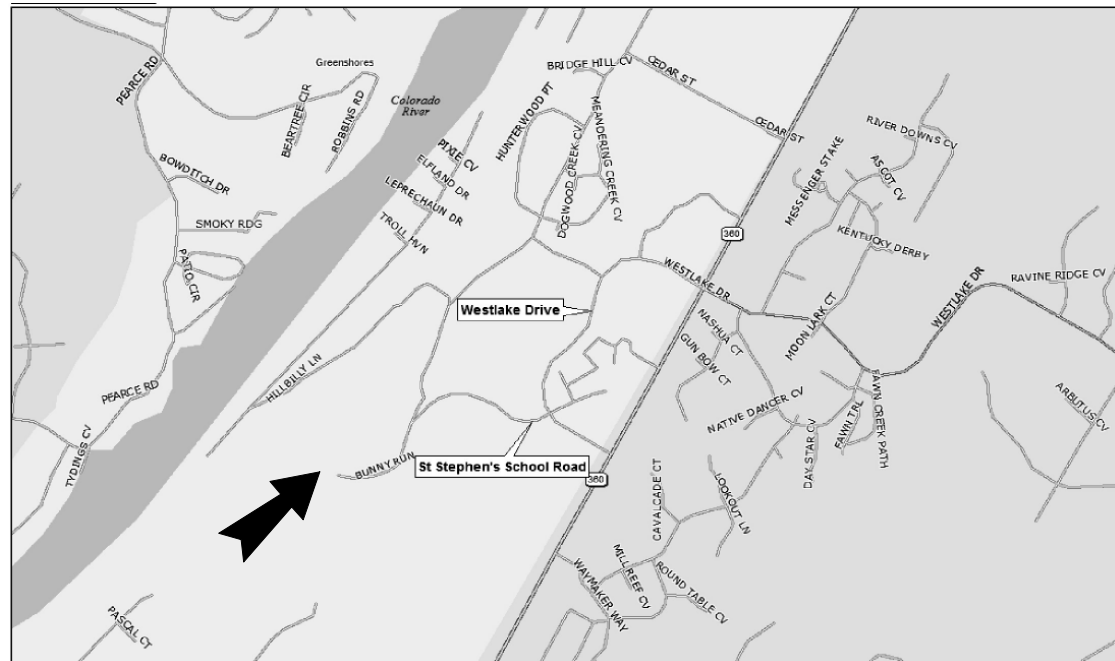 PEARCE RD
Greenshores
BEARTREE CIR
ROBBINS RD
Colorado
River
BRIDGE HILL CV
CEDAR ST
CEDAR ST
HUNTERWOOD PT
MEANDERING CREEK CV
DOGWOOD CREEK CV
RIVER DOWNS CV
ASCOT CV
MESSENGER STAKE
PIXIE CV
ELFLAND DR
LEPRECHAUN DR
TROLL HVN
BOWDITCH DR
SMOKY RDG
PATIO CIR
360
KENTUCKY DERBY
WESTLAKE DR
WESTLAKE DR
RAVINE RIDGE CV
MOON LARK CT
Westlake Drive
NASHUA CT
GUN BOW CT
HILLBILLY LN
PEARCE RD
TYDINGS CV
NATIVE DANCER CV
FAWN TRL
FAWN CREEK PATH
DAY STAR CV
ARBUTUS CV
BUNNY RUN
St Stephen's School Road
360
CAVALCADE CT
LOOKOUT LN
MILL REEF CV
ROUND TABLE CV
WAYMAKER WAY
PASCAL CT